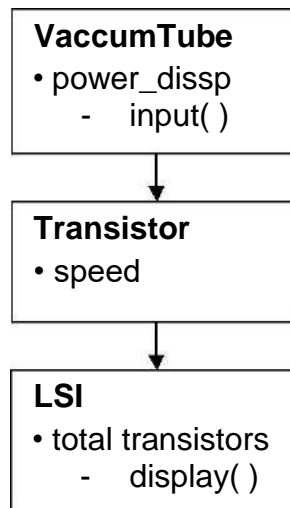 VaccumTube
• power_dissp
- input( )
Transistor
• speed
LSI
• total transistors
- display( )